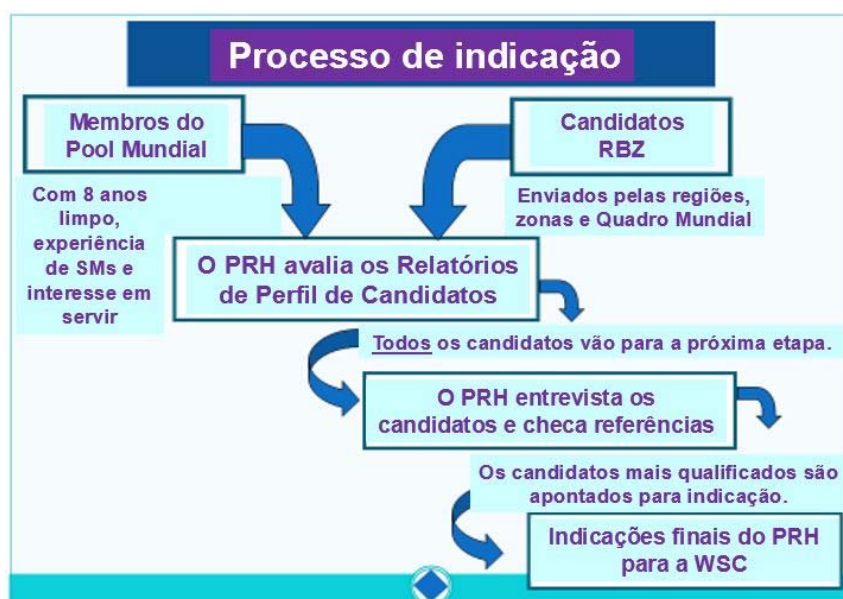 Processo de indicação
Membros do
Pool Mundial
Candidatos
RBZ
Com 8 anos
limpo,
experiência
de SMs e
interesse em
servir
Enviados pelas regiões,
zonas e Quadro Mundial
O PRH avalia os Relatórios
de Perfil de Candidatos
Todos os candidatos vão para a próxima etapa.
O PRH entrevista os
candidatos e checa referências
Os candidatos mais qualificados são
apontados para indicação.
Indicações finais do PRH
para a WSC